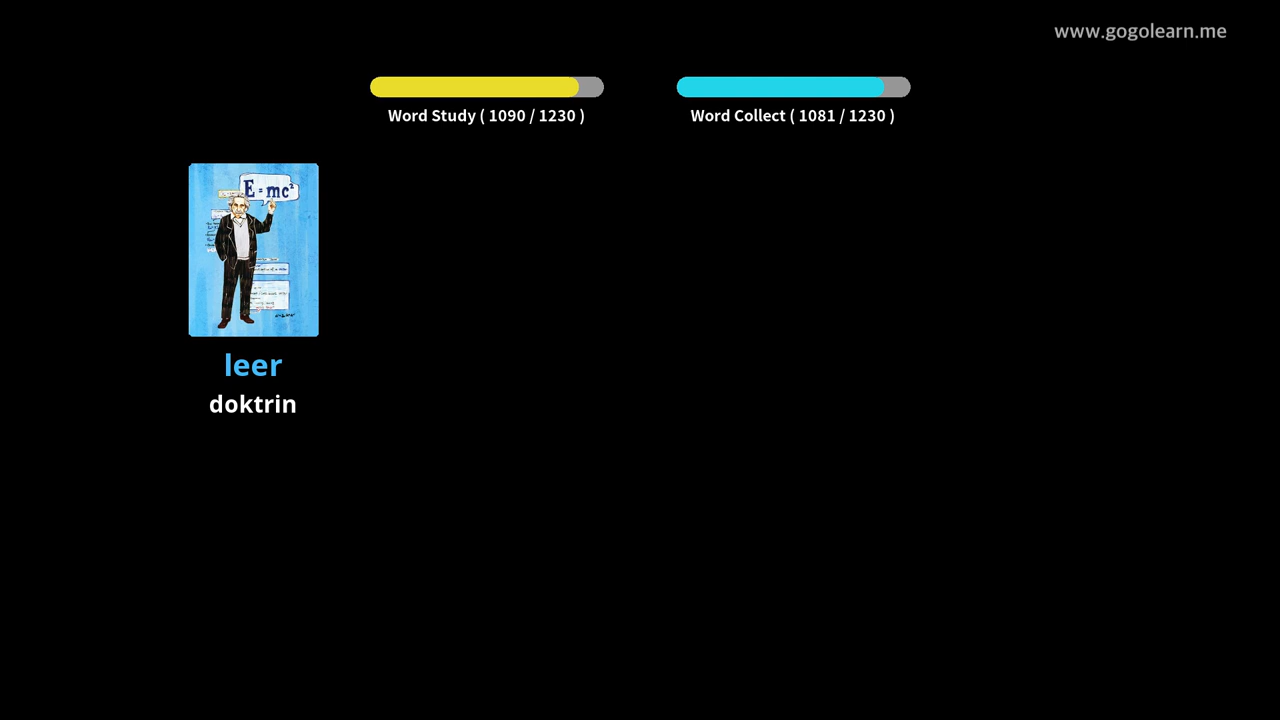 www.gogolearn.me
Word Study ( 1090 / 1230 )
Word Collect ( 1081 / 1230 )
E = mc²
leer
doktrin